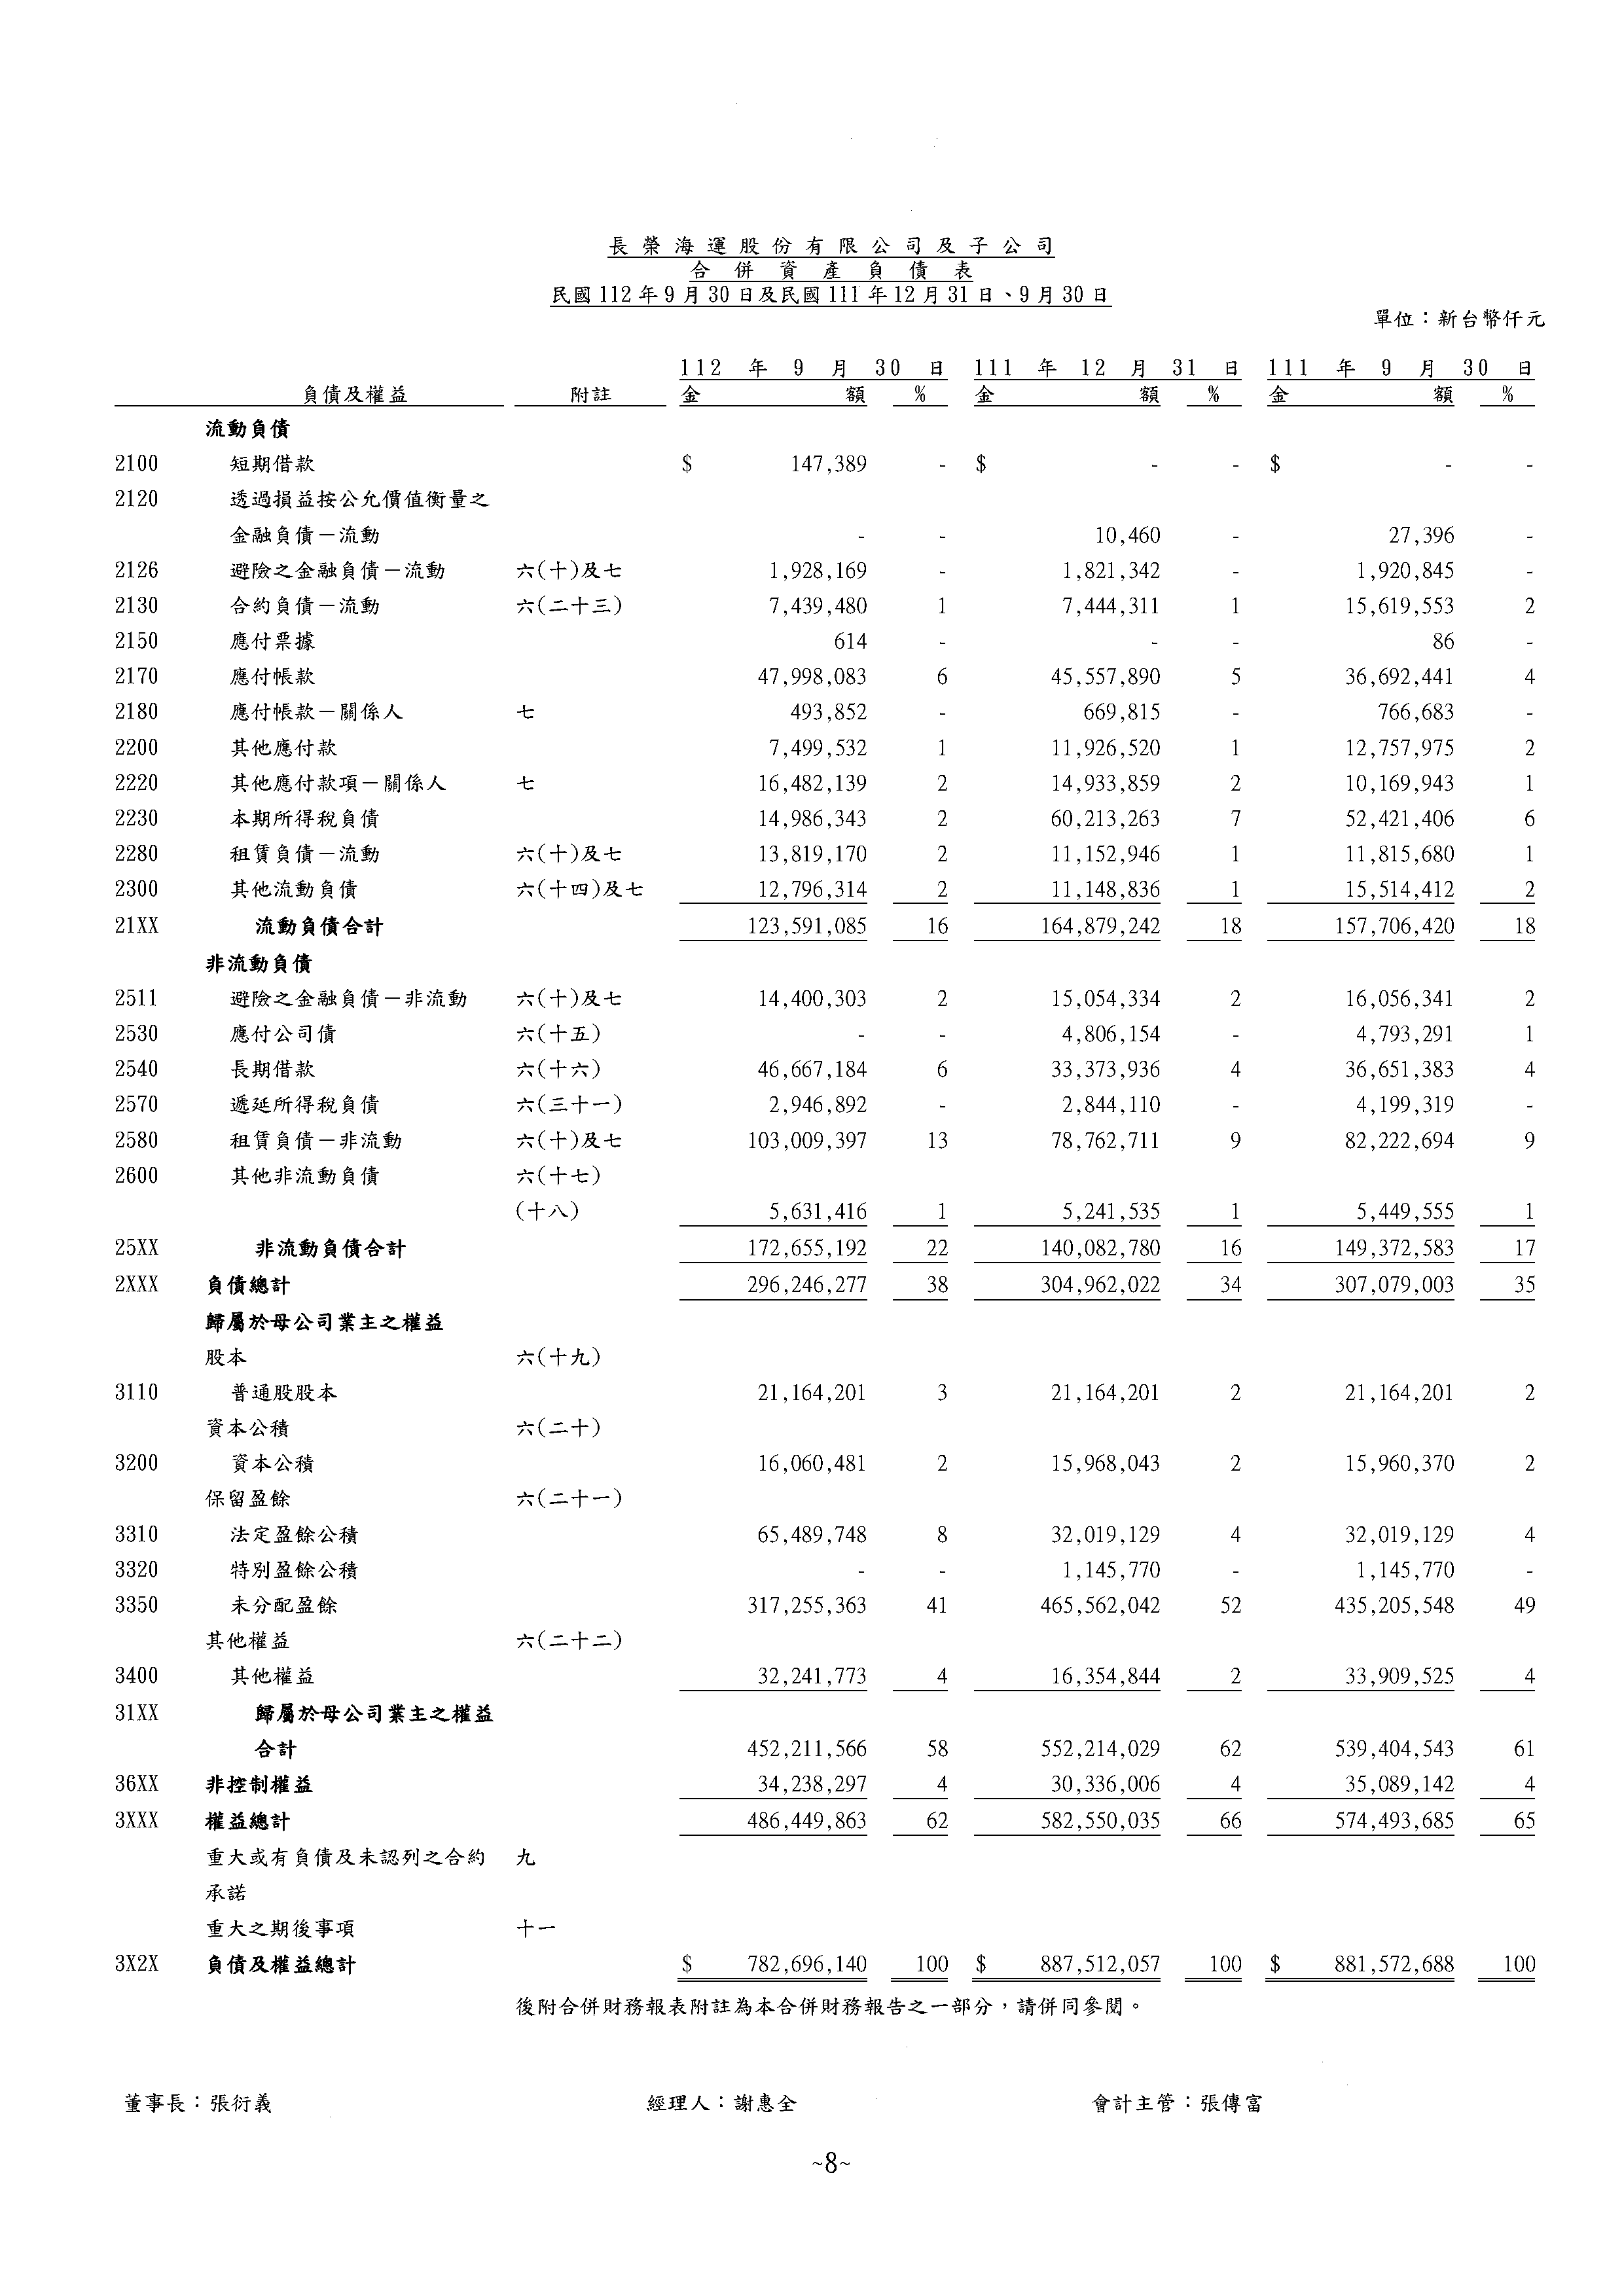 長榮海運股份有限公司及子公司
合併資產負債表
民國112年9月30日及民國111年12月31日、9月30日
單位：新台幣仟元
112年9月30日 111年12月31日 111年9月30日
負債及權益 附註 金額 % 金額 % 金額 %
流動負債
2100 短期借款 $ 147,389 - $ - - $ - -
2120 透過損益按公允價值衡量之
金融負債－流動 - - 10,460 - 27,396 -
2126 避險之金融負債－流動 六(十)及七 1,928,169 - 1,821,342 - 1,920,845 -
2130 合約負債－流動 六(二十三) 7,439,480 1 7,444,311 1 15,619,553 2
2150 應付票據 614 - - - 86 -
2170 應付帳款 47,998,083 6 45,557,890 5 36,692,441 4
2180 應付帳款－關係人 七 493,852 - 669,815 - 766,683 -
2200 其他應付款 7,499,532 1 11,926,520 1 12,757,975 2
2220 其他應付款項－關係人 七 16,482,139 2 14,933,859 2 10,169,943 1
2230 本期所得稅負債 14,986,343 2 60,213,263 7 52,421,406 6
2280 租賃負債－流動 六(十)及七 13,819,170 2 11,152,946 1 11,815,680 1
2300 其他流動負債 六(十四)及七 12,796,314 2 11,148,836 1 15,514,412 2
21XX 流動負債合計 123,591,085 16 164,879,242 18 157,706,420 18
非流動負債
2511 避險之金融負債－非流動 六(十)及七 14,400,303 2 15,054,334 2 16,056,341 2
2530 應付公司債 六(十五) - - 4,806,154 - 4,793,291 1
2540 長期借款 六(十六) 46,667,184 6 33,373,936 4 36,651,383 4
2570 遞延所得稅負債 六(三十一) 2,946,892 - 2,844,110 - 4,199,319 -
2580 租賃負債－非流動 六(十)及七 103,009,397 13 78,762,711 9 82,222,694 9
2600 其他非流動負債 六(十七)
(十八) 5,631,416 1 5,241,535 1 5,449,555 1
25XX 非流動負債合計 172,655,192 22 140,082,780 16 149,372,583 17
2XXX 負債總計 296,246,277 38 304,962,022 34 307,079,003 35
歸屬於母公司業主之權益
股本 六(十九)
3110 普通股股本 21,164,201 3 21,164,201 2 21,164,201 2
資本公積 六(二十)
3200 資本公積 16,060,481 2 15,968,043 2 15,960,370 2
保留盈餘 六(二十一)
3310 法定盈餘公積 65,489,748 8 32,019,129 4 32,019,129 4
3320 特別盈餘公積 - - 1,145,770 - 1,145,770 -
3350 未分配盈餘 317,255,363 41 465,562,042 52 435,205,548 49
其他權益 六(二十二)
3400 其他權益 32,241,773 4 16,354,844 2 33,909,525 4
31XX 歸屬於母公司業主之權益
合計 452,211,566 58 552,214,029 62 539,404,543 61
36XX 非控制權益 34,238,297 4 30,336,006 4 35,089,142 4
3XXX 權益總計 486,449,863 62 582,550,035 66 574,493,685 65
重大或有負債及未認列之合約 九
承諾
重大之期後事項 十一
3X2X 負債及權益總計 $ 782,696,140 100 $ 887,512,057 100 $ 881,572,688 100
後附合併財務報表附註為本合併財務報告之一部分，請併同參閱。
董事長：張衍義 經理人：謝惠全 會計主管：張傳富
~8~